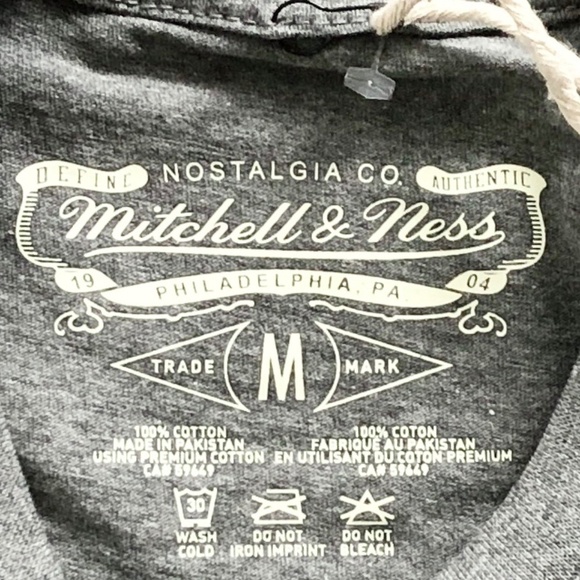 DEFINE NOSTALGIA CO. AUTHENTIC
Mitchell & Ness
19 PHILADELPHIA, PA. 04
TRADE M MARK
100% COTTON
MADE IN PAKISTAN
USING PREMIUM COTTON
CA# 59669
100% COTON
FABRIQUE AU PAKISTAN
EN UTILISANT DU COTON PREMIUM
CA# 59669
30
WASH
COLD
DO NOT
IRON IMPRINT
DO NOT
BLEACH